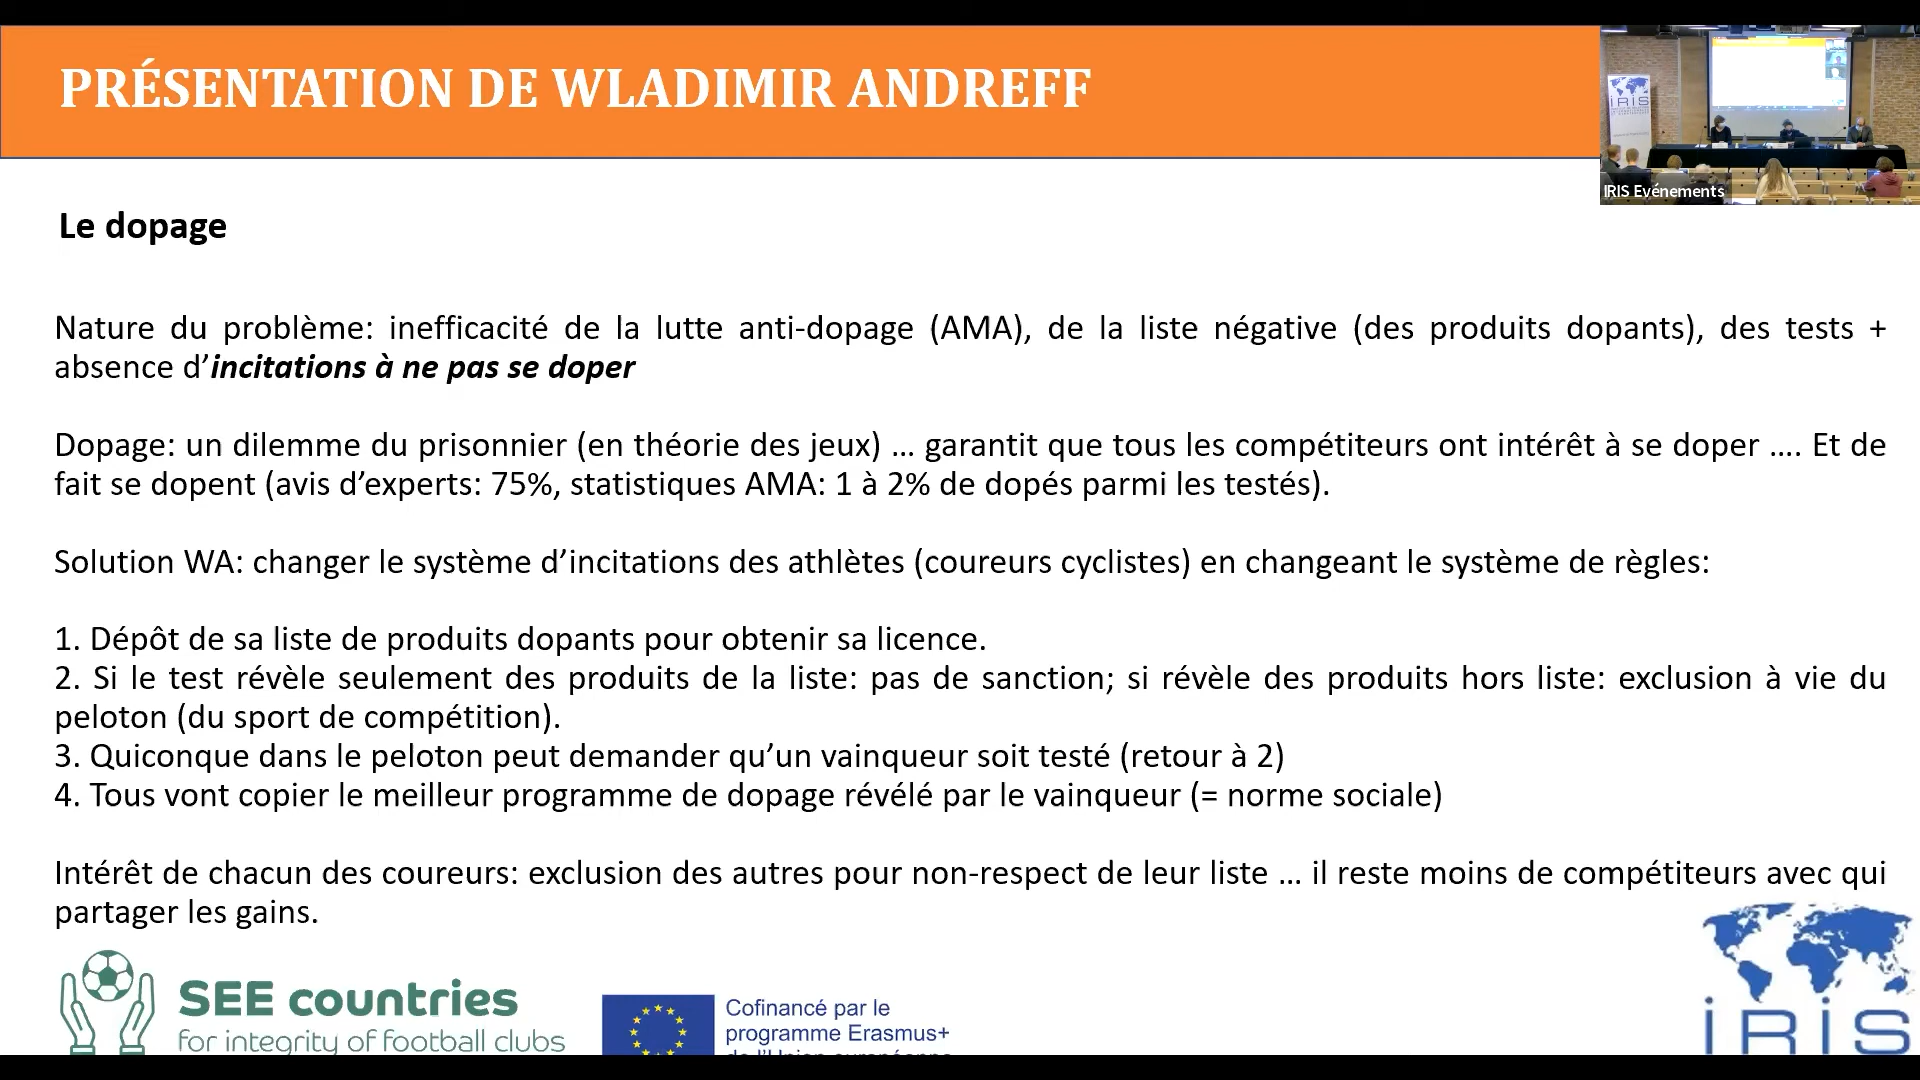 PRÉSENTATION DE WLADIMIR ANDREFF
IRIS
IRIS Evénements
Le dopage
Nature du problème: inefficacité de la lutte anti-dopage (AMA), de la liste négative (des produits dopants), des tests +
absence d’incitations à ne pas se doper
Dopage: un dilemme du prisonnier (en théorie des jeux) … garantit que tous les compétiteurs ont intérêt à se doper …. Et de
fait se dopent (avis d’experts: 75%, statistiques AMA: 1 à 2% de dopés parmi les testés).
Solution WA: changer le système d’incitations des athlètes (coureurs cyclistes) en changeant le système de règles:
1. Dépôt de sa liste de produits dopants pour obtenir sa licence.
2. Si le test révèle seulement des produits de la liste: pas de sanction; si révèle des produits hors liste: exclusion à vie du
peloton (du sport de compétition).
3. Quiconque dans le peloton peut demander qu’un vainqueur soit testé (retour à 2)
4. Tous vont copier le meilleur programme de dopage révélé par le vainqueur (= norme sociale)
Intérêt de chacun des coureurs: exclusion des autres pour non-respect de leur liste … il reste moins de compétiteurs avec qui
partager les gains.
SEE countries
for integrity of football clubs
Cofinancé par le
programme Erasmus+
de l'Union européenne
iRiS